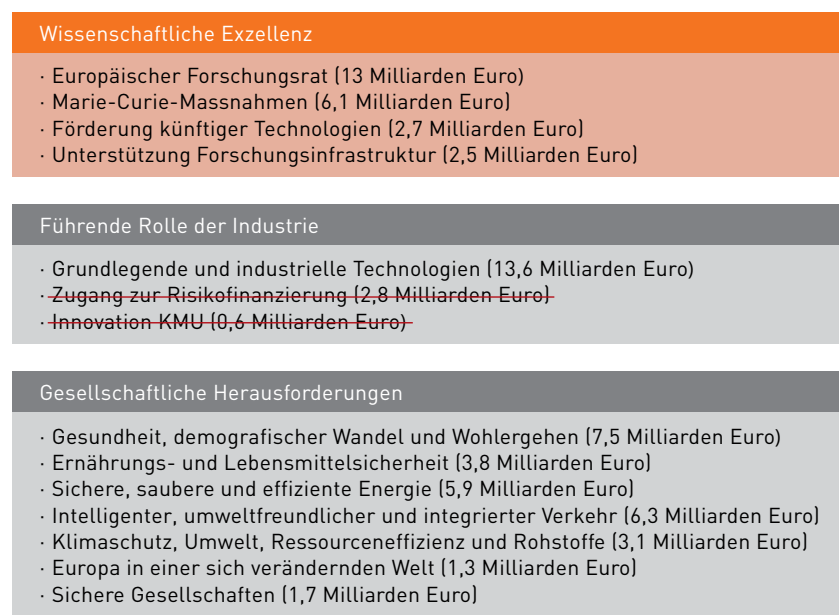 Wissenschaftliche Exzellenz
· Europäischer Forschungsrat (13 Milliarden Euro)
· Marie-Curie-Massnahmen (6,1 Milliarden Euro)
· Förderung künftiger Technologien (2,7 Milliarden Euro)
· Unterstützung Forschungsinfrastruktur (2,5 Milliarden Euro)
Führende Rolle der Industrie
· Grundlegende und industrielle Technologien (13,6 Milliarden Euro)
· Zugang zur Risikofinanzierung (2,8 Milliarden Euro)
· Innovation KMU (0,6 Milliarden Euro)
Gesellschaftliche Herausforderungen
· Gesundheit, demografischer Wandel und Wohlergehen (7,5 Milliarden Euro)
· Ernährungs- und Lebensmittelsicherheit (3,8 Milliarden Euro)
· Sichere, saubere und effiziente Energie (5,9 Milliarden Euro)
· Intelligenter, umweltfreundlicher und integrierter Verkehr (6,3 Milliarden Euro)
· Klimaschutz, Umwelt, Ressourceneffizienz und Rohstoffe (3,1 Milliarden Euro)
· Europa in einer sich verändernden Welt (1,3 Milliarden Euro)
· Sichere Gesellschaften (1,7 Milliarden Euro)